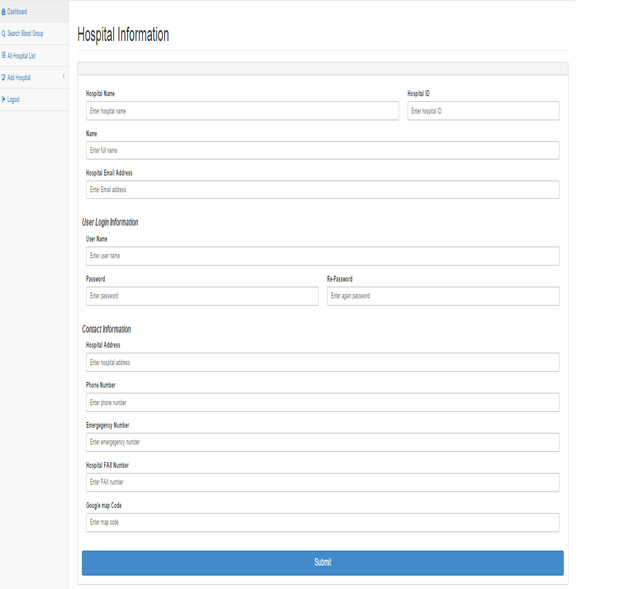 Dashboard
Search Blood Group
All Hospital List
Add Hospital
Logout
Hospital Information
Hospital Name
Hospital ID
Enter hospital name
Enter hospital ID
Name
Enter full name
Hospital Email Address
Enter Email address
User Login Information
User Name
Enter user name
Password
Re-Password
Enter password
Enter again password
Contact Information
Hospital Address
Enter hospital address
Phone Number
Enter phone number
Emergegency Number
Enter emergegency number
Hospital FAX Number
Enter FAX number
Google map Code
Enter map code
Submit